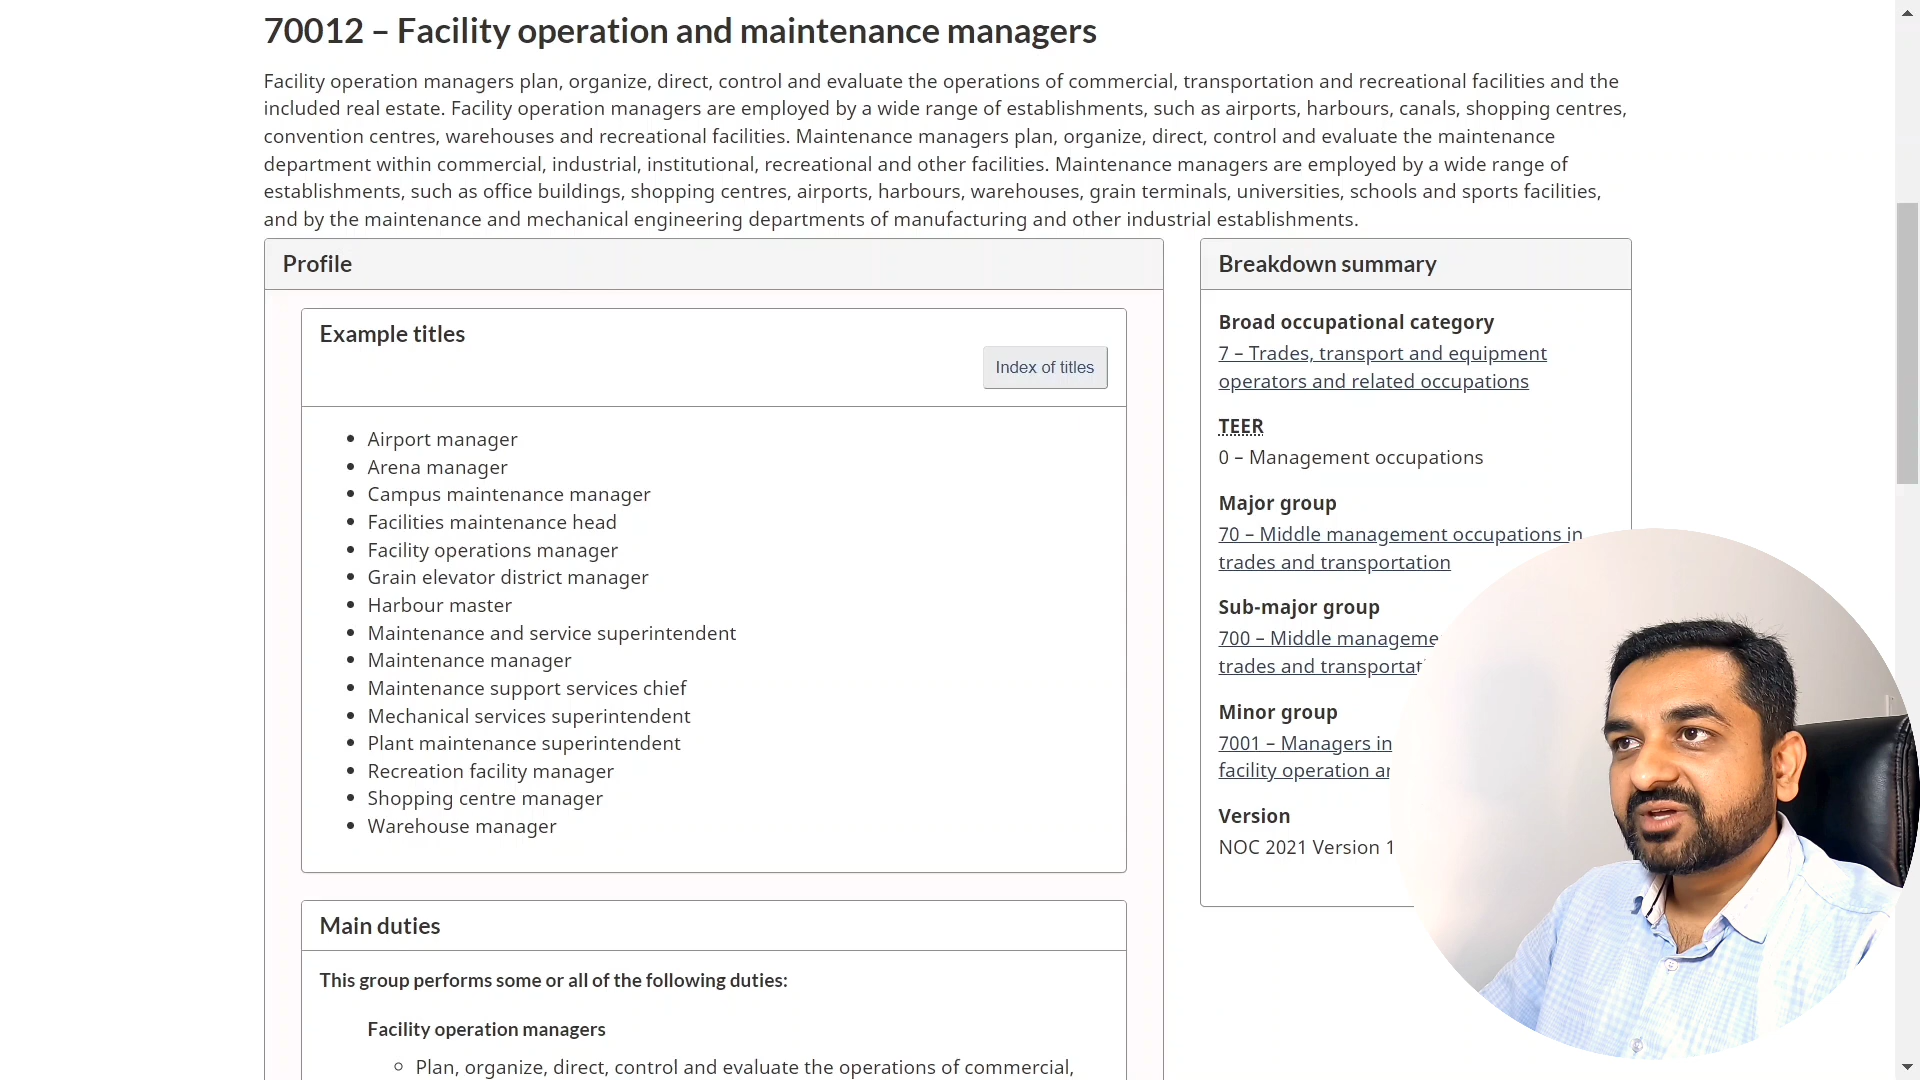 70012 – Facility operation and maintenance managers
Facility operation managers plan, organize, direct, control and evaluate the operations of commercial, transportation and recreational facilities and the
included real estate. Facility operation managers are employed by a wide range of establishments, such as airports, harbours, canals, shopping centres,
convention centres, warehouses and recreational facilities. Maintenance managers plan, organize, direct, control and evaluate the maintenance
department within commercial, industrial, institutional, recreational and other facilities. Maintenance managers are employed by a wide range of
establishments, such as office buildings, shopping centres, airports, harbours, warehouses, grain terminals, universities, schools and sports facilities,
and by the maintenance and mechanical engineering departments of manufacturing and other industrial establishments.
Profile
Example titles
Index of titles
• Airport manager
• Arena manager
• Campus maintenance manager
• Facilities maintenance head
• Facility operations manager
• Grain elevator district manager
• Harbour master
• Maintenance and service superintendent
• Maintenance manager
• Maintenance support services chief
• Mechanical services superintendent
• Plant maintenance superintendent
• Recreation facility manager
• Shopping centre manager
• Warehouse manager
Main duties
This group performs some or all of the following duties:
Facility operation managers
◦ Plan, organize, direct, control and evaluate the operations of commercial,
Breakdown summary
Broad occupational category
7 – Trades, transport and equipment
operators and related occupations
TEER
0 – Management occupations
Major group
70 – Middle management occupations in
trades and transportation
Sub-major group
700 – Middle manageme
trades and transportat
Minor group
7001 – Managers in
facility operation ar
Version
NOC 2021 Version 1